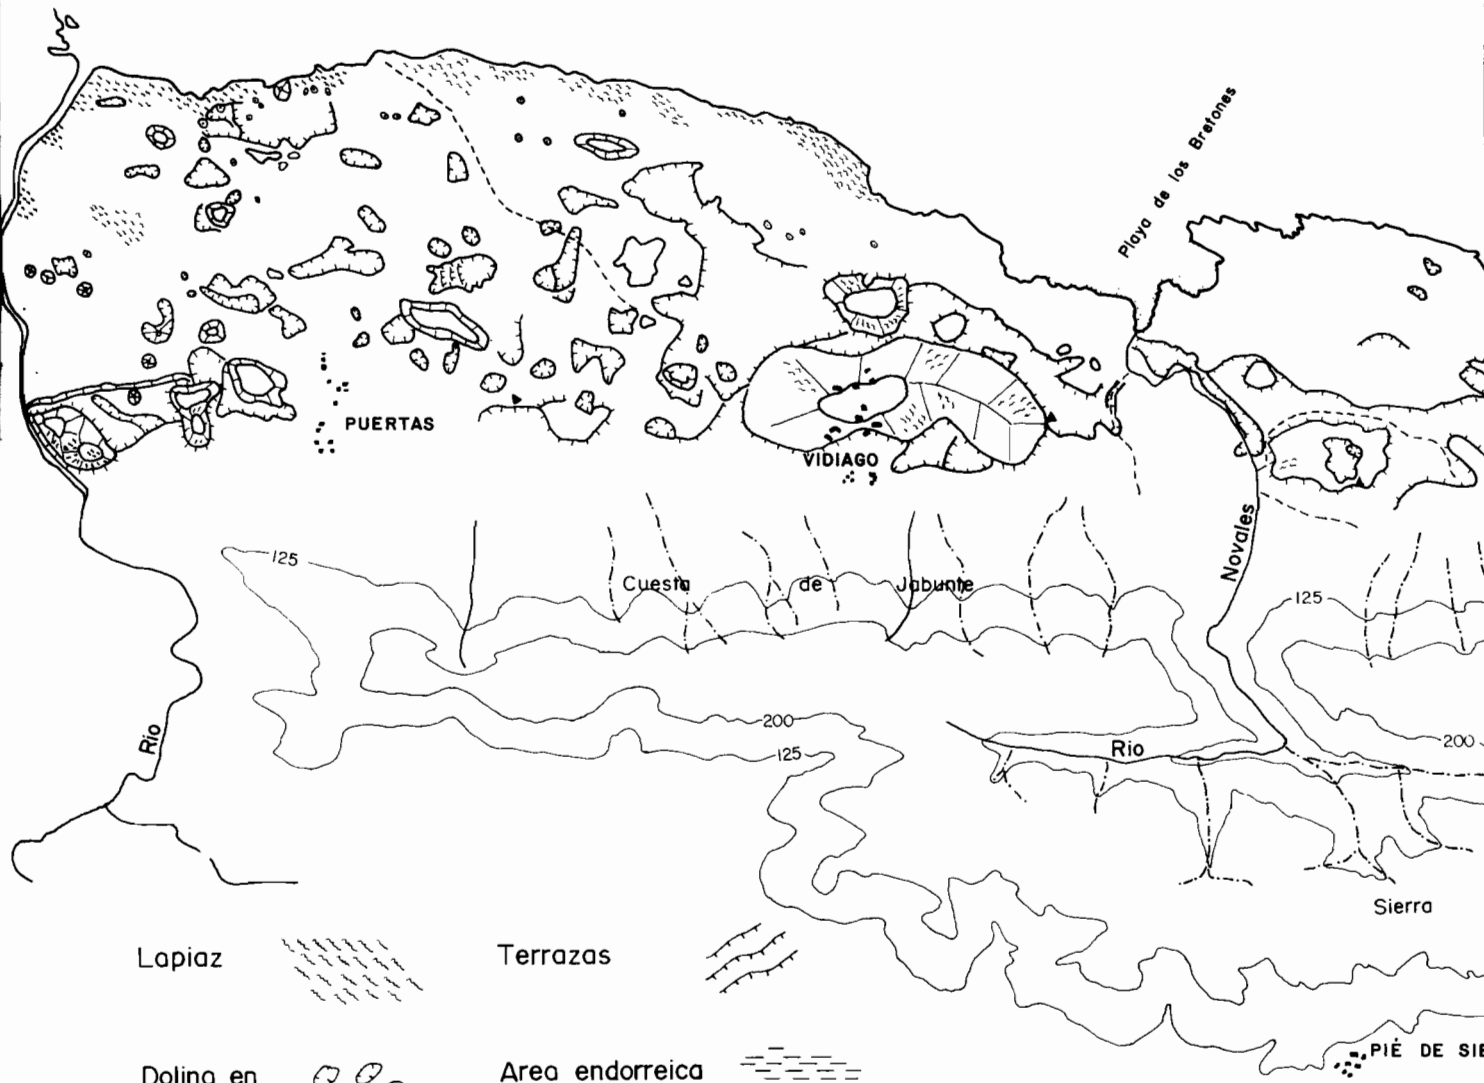 Playa de los Bretones
PUERTAS
VIDIAGO
Novales
125
Cuesta de Jabunte
125
200
Rio
125
Rio
200
Sierra
Lapiaz
Terrazas
PIÉ DE SIE
Dolina en
Area endorreica